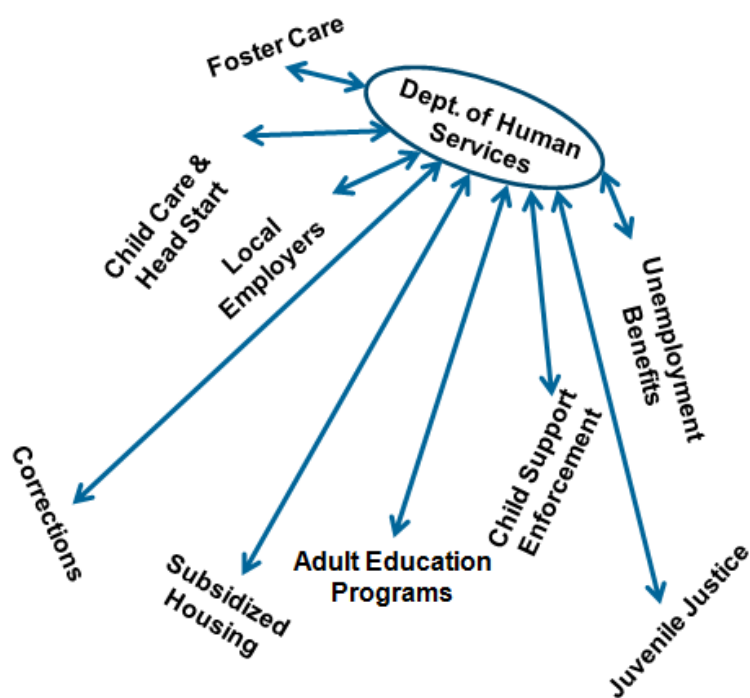 Foster Care
Dept. of Human
Services
Child Care &
Head Start
Local
Employers
Unemployment
Benefits
Corrections
Subsidized
Housing
Adult Education
Programs
Child Support
Enforcement
Juvenile Justice